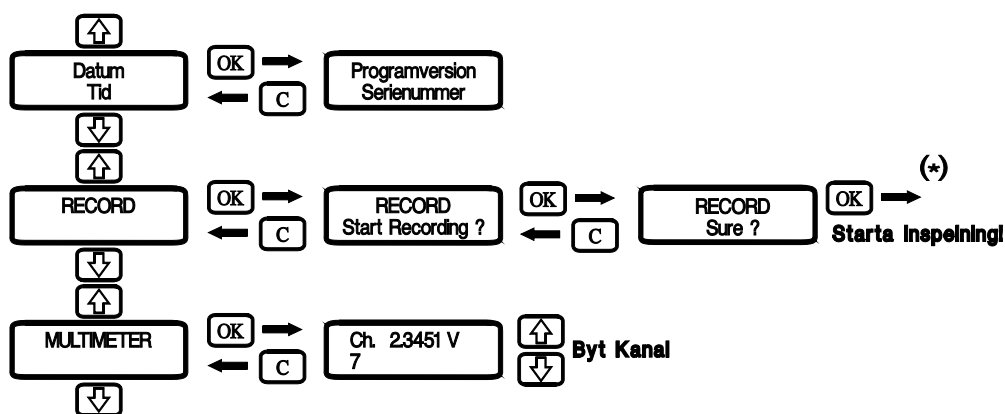 Datum
Tid
OK
C
Programversion
Serienummer
RECORD
OK
C
RECORD
Start Recording ?
OK
C
RECORD
Sure ?
OK
(*)
Starta inspelning!
MULTIMETER
OK
C
Ch. 2.3451 V
7
Byt Kanal